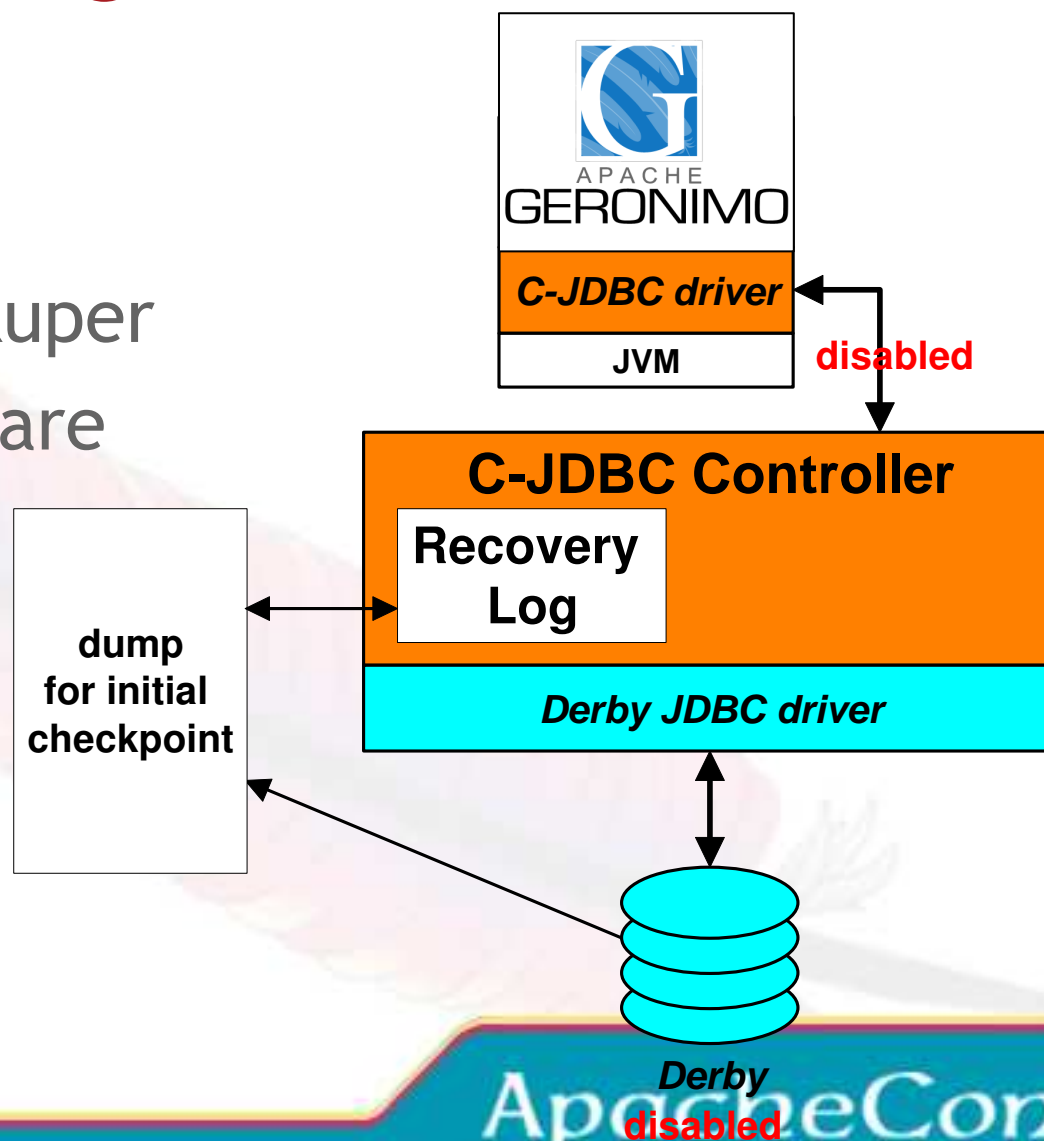 G
APACHE
GERONIMO
C-JDBC driver
JVM
disabled
are
C-JDBC Controller
Recovery
Log
dump
for initial
checkpoint
Derby JDBC driver
Derby
disabled